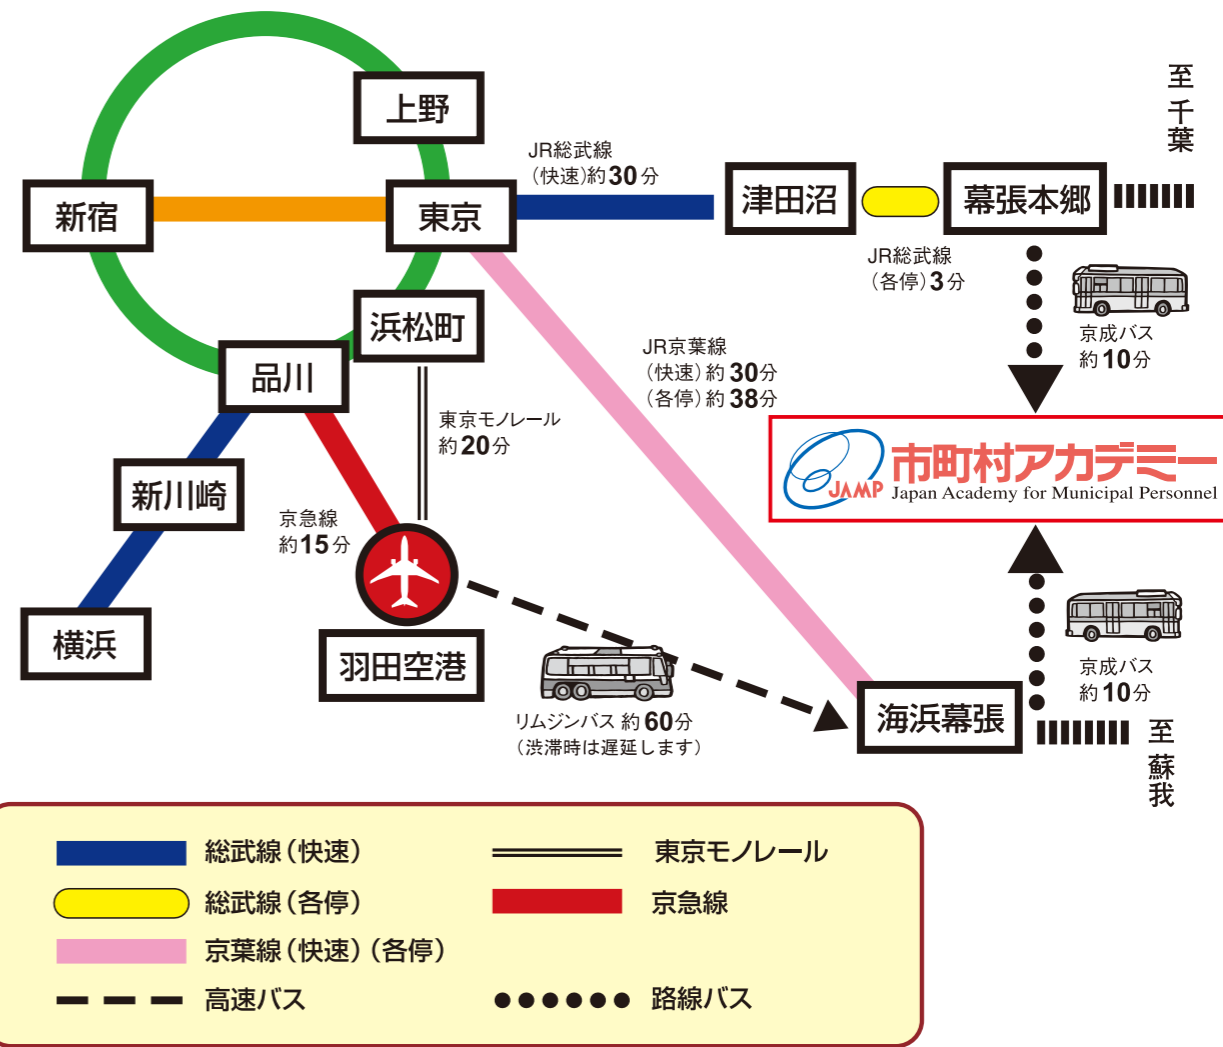 上野
至千葉
JR総武線
（快速）約30分
新宿
東京
津田沼
幕張本郷
JR総武線
（各停）3分
浜松町
京成バス
約10分
JR京葉線
（快速）約30分
（各停）約38分
品川
東京モノレール
約20分
JAMP
市町村アカデミー
Japan Academy for Municipal Personnel
新川崎
京急線
約15分
横浜
羽田空港
京成バス
約10分
リムジンバス 約60分
（渋滞時は遅延します）
海浜幕張
至蘇我
総武線（快速）
東京モノレール
総武線（各停）
京急線
京葉線（快速）（各停）
高速バス
路線バス